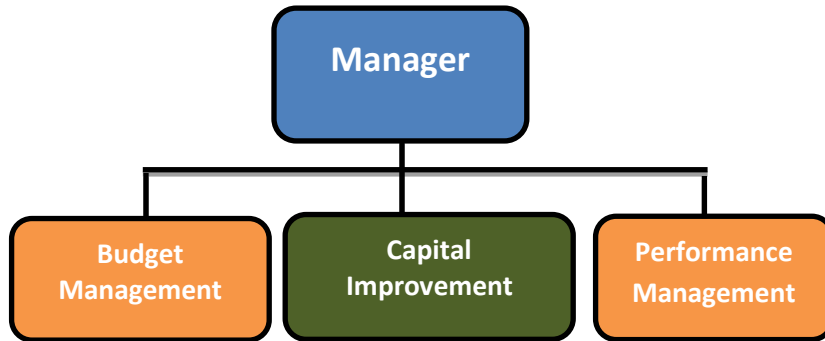 Manager
Budget
Management
Capital
Improvement
Performance
Management